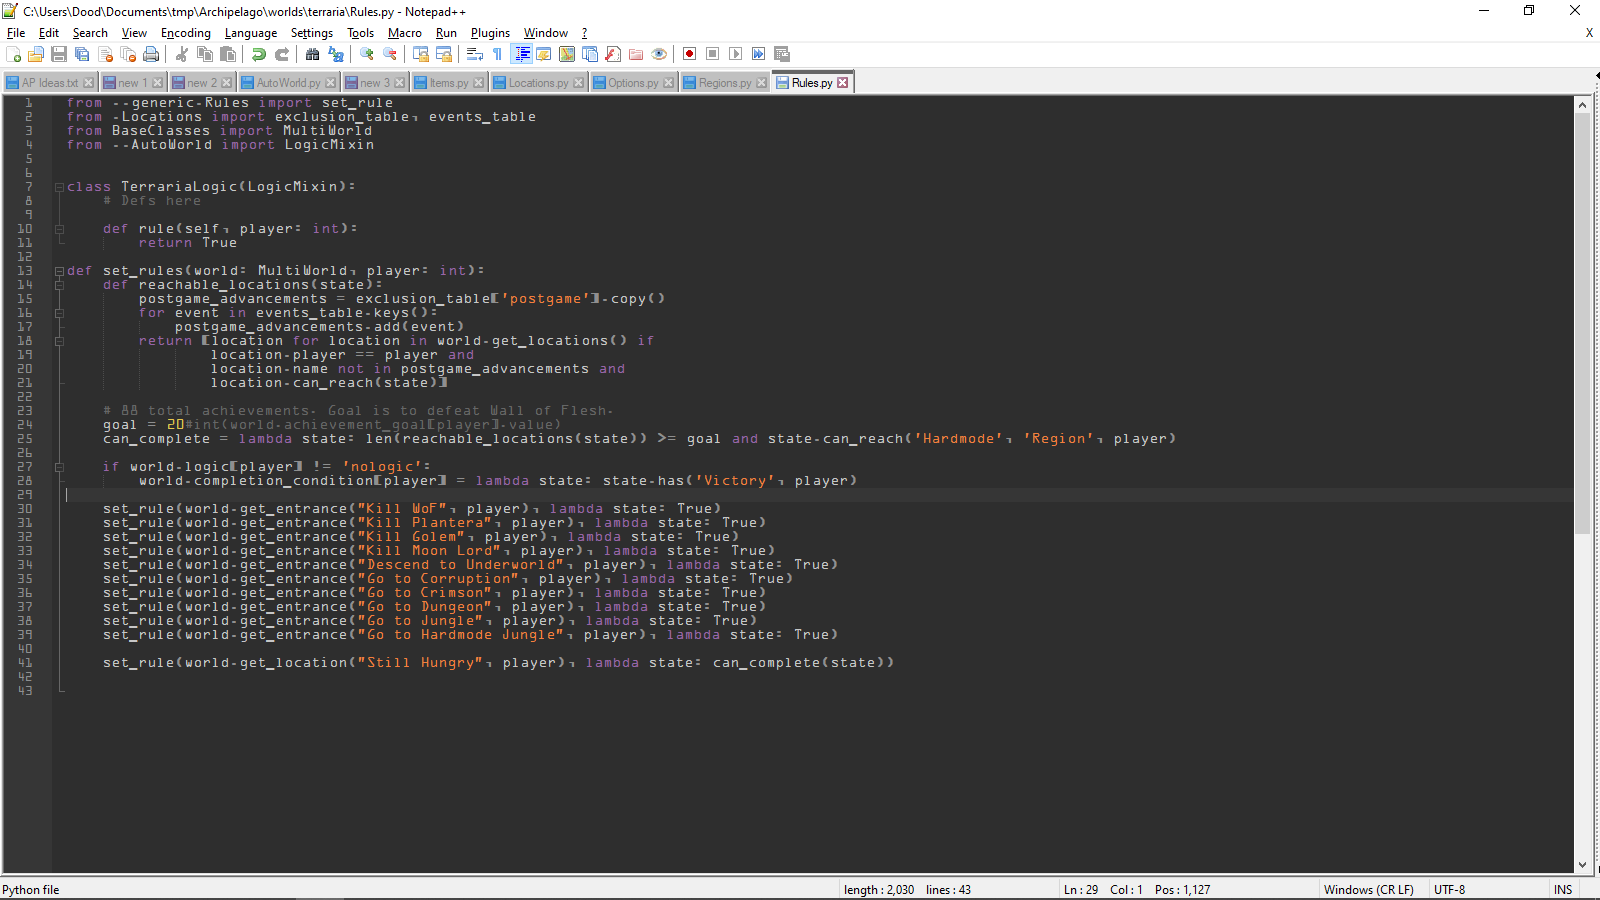 C:\Users\Dood\Documents\tmp\Archipelago\worlds\terraria\Rules.py - Notepad++
File Edit Search View Encoding Language Settings Tools Macro Run Plugins Window ? X
AP Ideas.txt new 1 new 2 AutoWorld.py new 3 Items.py Locations.py Options.py Regions.py Rules.py
1 from ..generic.Rules import set_rule
2 from .Locations import exclusion_table, events_table
3 from BaseClasses import MultiWorld
4 from ..AutoWorld import LogicMixin
5
6
7 class TerrariaLogic(LogicMixin):
8 # Defs here
9
10 def rule(self, player: int):
11 return True
12
13 def set_rules(world: MultiWorld, player: int):
14 def reachable_locations(state):
15 postgame_advancements = exclusion_table['postgame'].copy()
16 for event in events_table.keys():
17 postgame_advancements.add(event)
18 return [location for location in world.get_locations() if
19 location.player == player and
20 location.name not in postgame_advancements and
21 location.can_reach(state)]
22
23 # 88 total achievements. Goal is to defeat Wall of Flesh.
24 goal = 20#int(world.achievement_goal[player].value)
25 can_complete = lambda state: len(reachable_locations(state)) >= goal and state.can_reach('Hardmode', 'Region', player)
26
27 if world.logic[player] != 'nologic':
28 world.completion_condition[player] = lambda state: state.has('Victory', player)
29
30 set_rule(world.get_entrance("Kill WoF", player), lambda state: True)
31 set_rule(world.get_entrance("Kill Plantera", player), lambda state: True)
32 set_rule(world.get_entrance("Kill Golem", player), lambda state: True)
33 set_rule(world.get_entrance("Kill Moon Lord", player), lambda state: True)
34 set_rule(world.get_entrance("Descend to Underworld", player), lambda state: True)
35 set_rule(world.get_entrance("Go to Corruption", player), lambda state: True)
36 set_rule(world.get_entrance("Go to Crimson", player), lambda state: True)
37 set_rule(world.get_entrance("Go to Dungeon", player), lambda state: True)
38 set_rule(world.get_entrance("Go to Jungle", player), lambda state: True)
39 set_rule(world.get_entrance("Go to Hardmode Jungle", player), lambda state: True)
40
41 set_rule(world.get_location("Still Hungry", player), lambda state: can_complete(state))
42
43
Python file length : 2,030 lines : 43 Ln : 29 Col : 1 Pos : 1,127 Windows (CR LF) UTF-8 INS